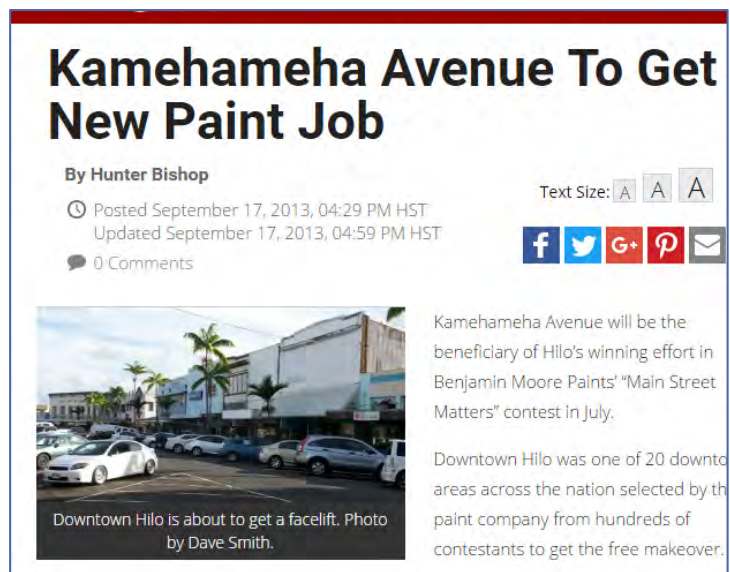 Kamehameha Avenue To Get
New Paint Job
By Hunter Bishop
Posted September 17, 2013, 04:29 PM HST
Updated September 17, 2013, 04:59 PM HST
0 Comments
Text Size: A A A
f G+
Downtown Hilo is about to get a facelift. Photo
by Dave Smith.
Kamehameha Avenue will be the
beneficiary of Hilo's winning effort in
Benjamin Moore Paints' “Main Street
Matters” contest in July.
Downtown Hilo was one of 20 downto
areas across the nation selected by th
paint company from hundreds of
contestants to get the free makeover.